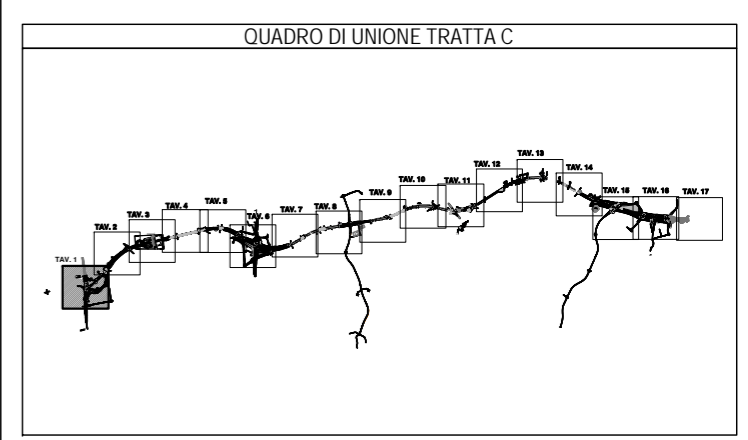 QUADRO DI UNIONE TRATTA C
TAV. 1
TAV. 2
TAV. 3
TAV. 4
TAV. 5
TAV. 6
TAV. 7
TAV. 8
TAV. 9
TAV. 10
TAV. 11
TAV. 12
TAV. 13
TAV. 14
TAV. 15
TAV. 16
TAV. 17